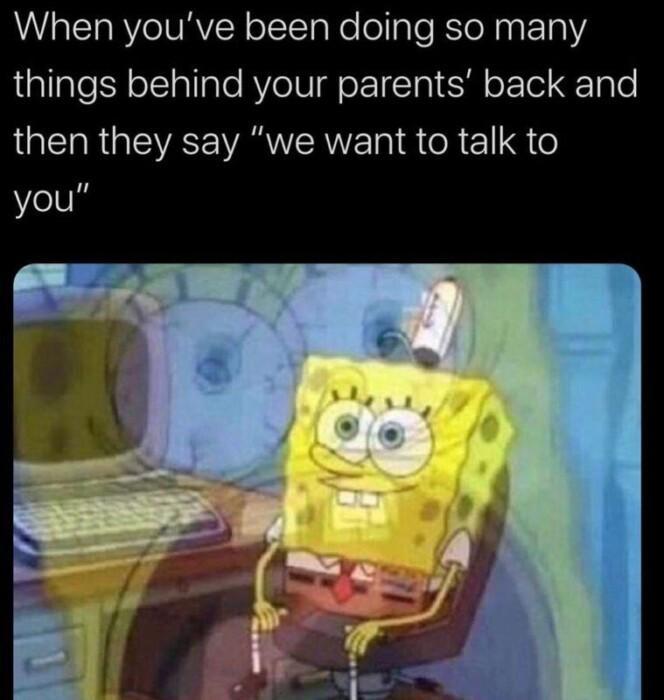 When you’ve been doing so many
things behind your parents’ back and
then they say “we want to talk to
you”